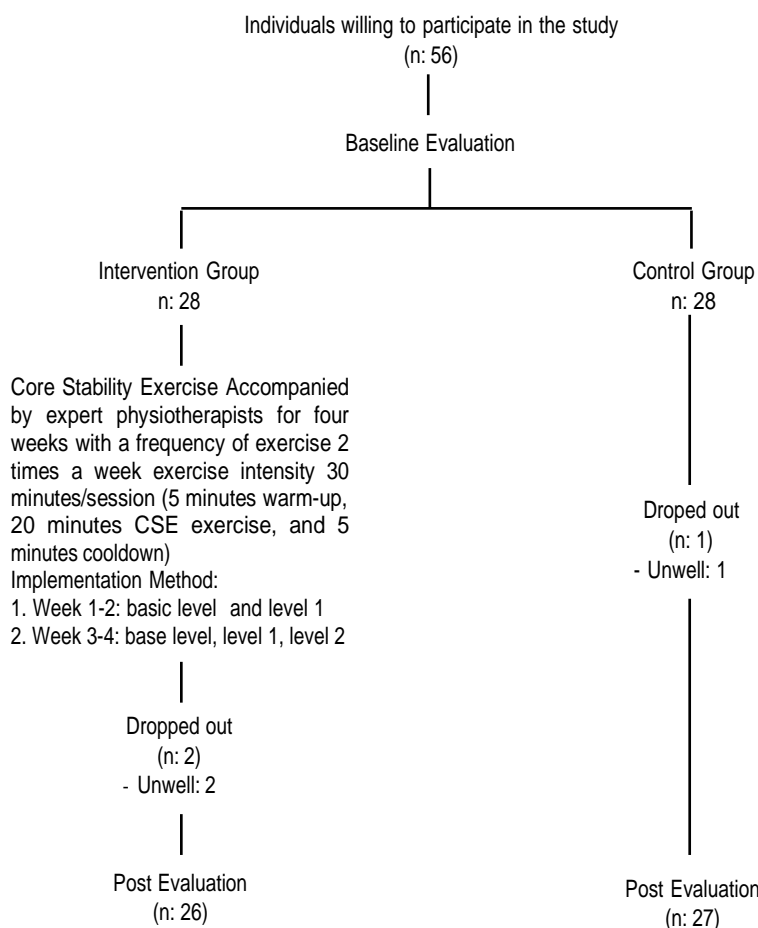 Individuals willing to participate in the study
(n: 56)
Baseline Evaluation
Intervention Group
n: 28
Control Group
n: 28
Core Stability Exercise Accompanied
by expert physiotherapists for four
weeks with a frequency of exercise 2
times a week exercise intensity 30
minutes/session (5 minutes warm-up,
20 minutes CSE exercise, and 5
minutes cooldown)
Implementation Method:
1. Week 1-2: basic level and level 1
2. Week 3-4: base level, level 1, level 2
Droped out
(n: 1)
- Unwell: 1
Dropped out
(n: 2)
- Unwell: 2
Post Evaluation
(n: 26)
Post Evaluation
(n: 27)